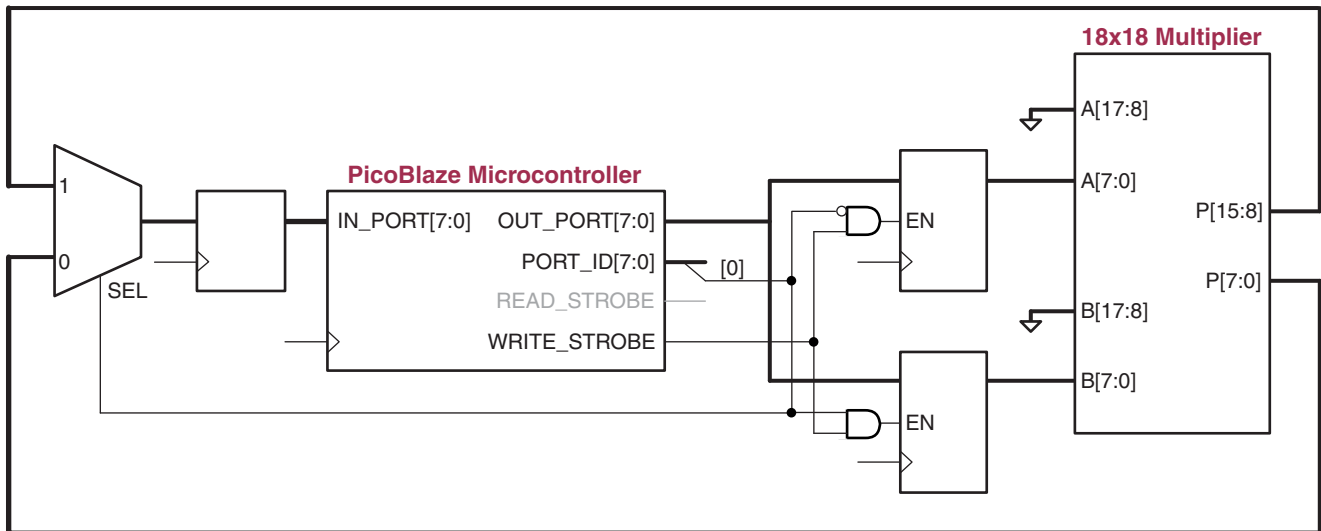 18x18 Multiplier
A[17:8]
PicoBlaze Microcontroller
1
A[7:0]
IN_PORT[7:0]
OUT_PORT[7:0]
EN
P[15:8]
0
PORT_ID[7:0]
[0]
P[7:0]
SEL
READ_STROBE
B[17:8]
WRITE_STROBE
B[7:0]
EN